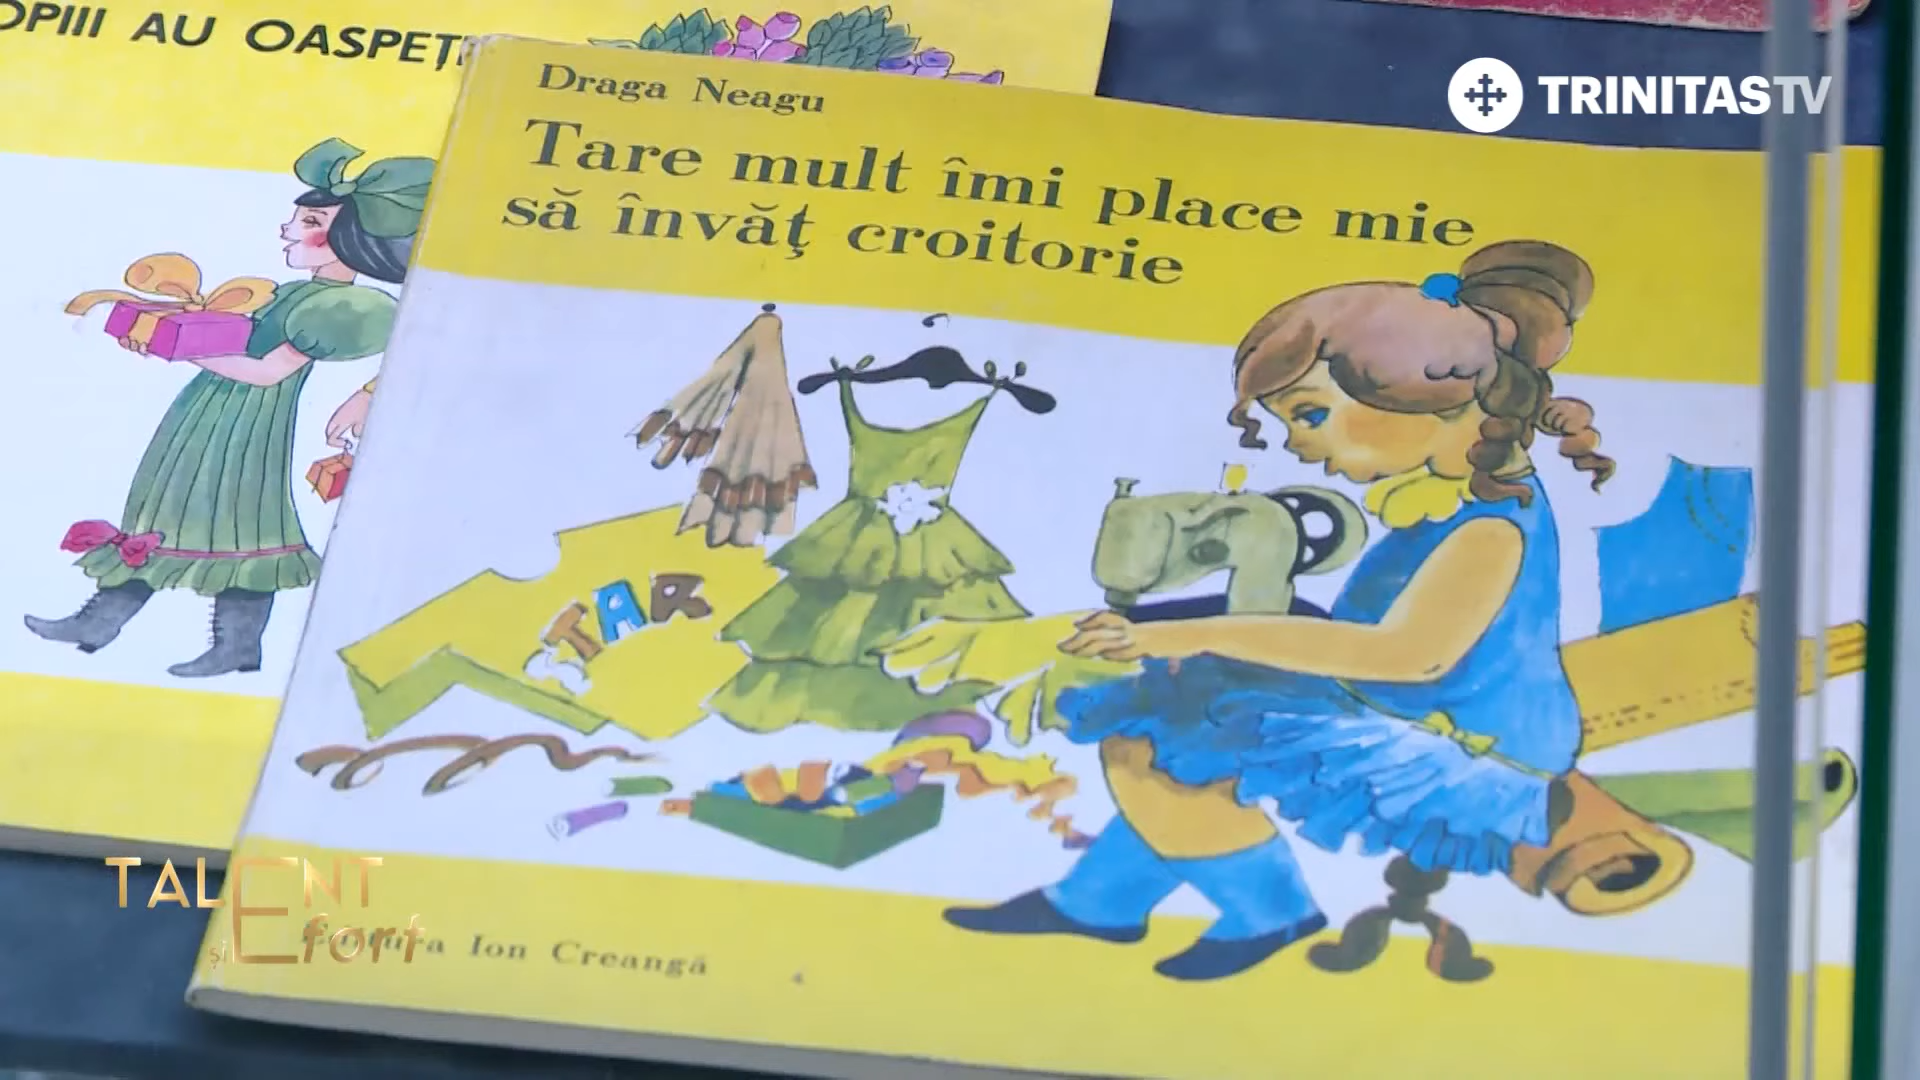 OPIII AU OASPEȚI
Draga Neagu
Tare mult îmi place mie
să învăț croitorie
TRINITASTV
STAR
TALENT
și Efort
Editura Ion Creangă